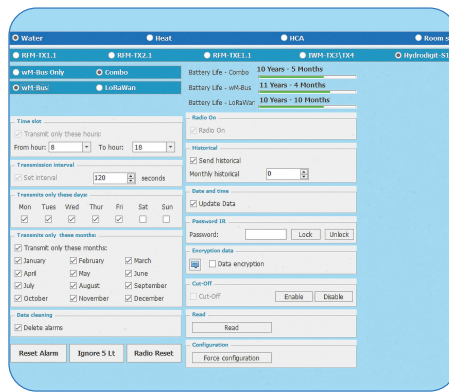 Water Heat HCA Room s
RFM-TX1.1 RFM-TX2.1 RFM-TXE1.1 IWM-TX3\TX4 Hydrodigit-S1
wM-Bus Only Combo
wM-Bus LoRaWan
Battery Life - Combo 10 Years - 5 Months
Battery Life - wM-Bus 11 Years - 4 Months
Battery Life - LoRaWan 10 Years - 10 Months
Time slot
Transmit only these hours:
From hour: 8 To hour: 18
Transmission interval
Set interval 120 seconds
Transmits only these days:
Mon Tues Wed Thur Fri Sat Sun
Transmits only these months:
Transmit only these months:
January February March
April May June
July August September
October November December
Data cleaning
Delete alarms
Reset Alarm Ignore 5 Lt Radio Reset
Radio On
Radio On
Historical
Send historical
Monthly historical 0
Date and time
Update Data
Password IR
Password: Lock Unlock
Encryption data
Data encryption
Cut-Off
Cut-Off Enable Disable
Read
Read
Configuration
Force configuration